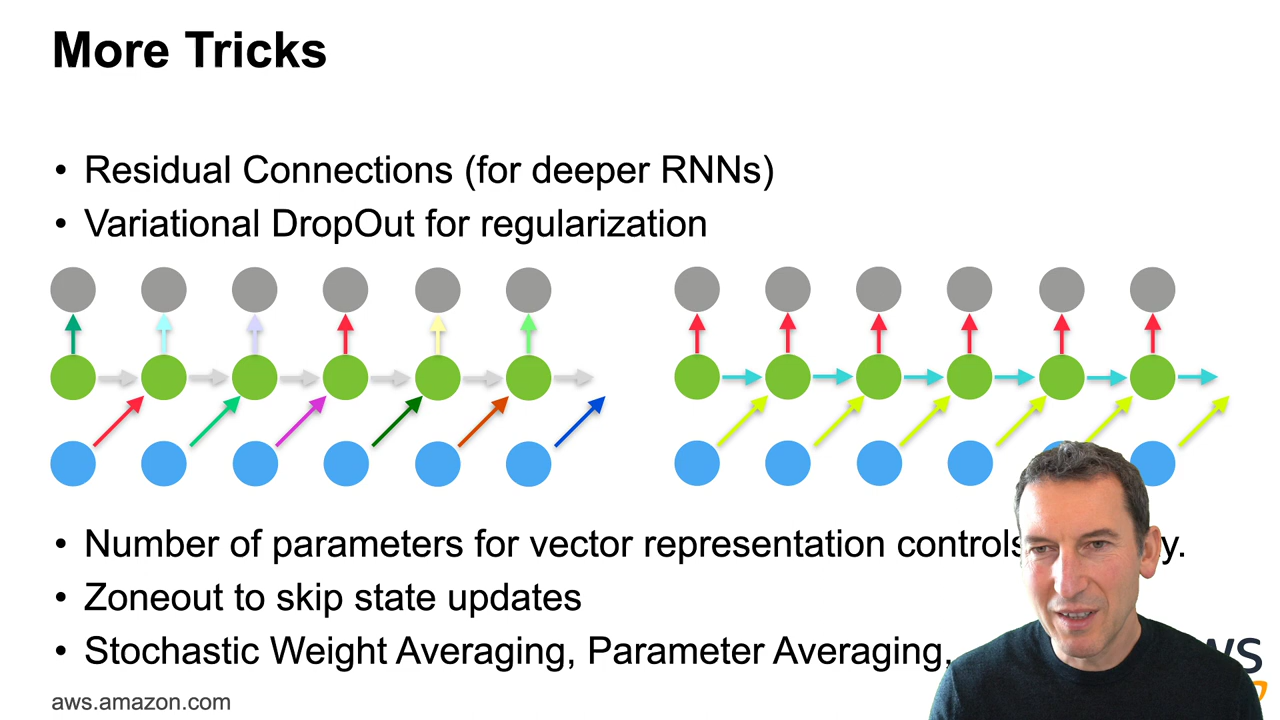 More Tricks
• Residual Connections (for deeper RNNs)
• Variational DropOut for regularization
• Number of parameters for vector representation controls y.
• Zoneout to skip state updates
• Stochastic Weight Averaging, Parameter Averaging,
aws.amazon.com